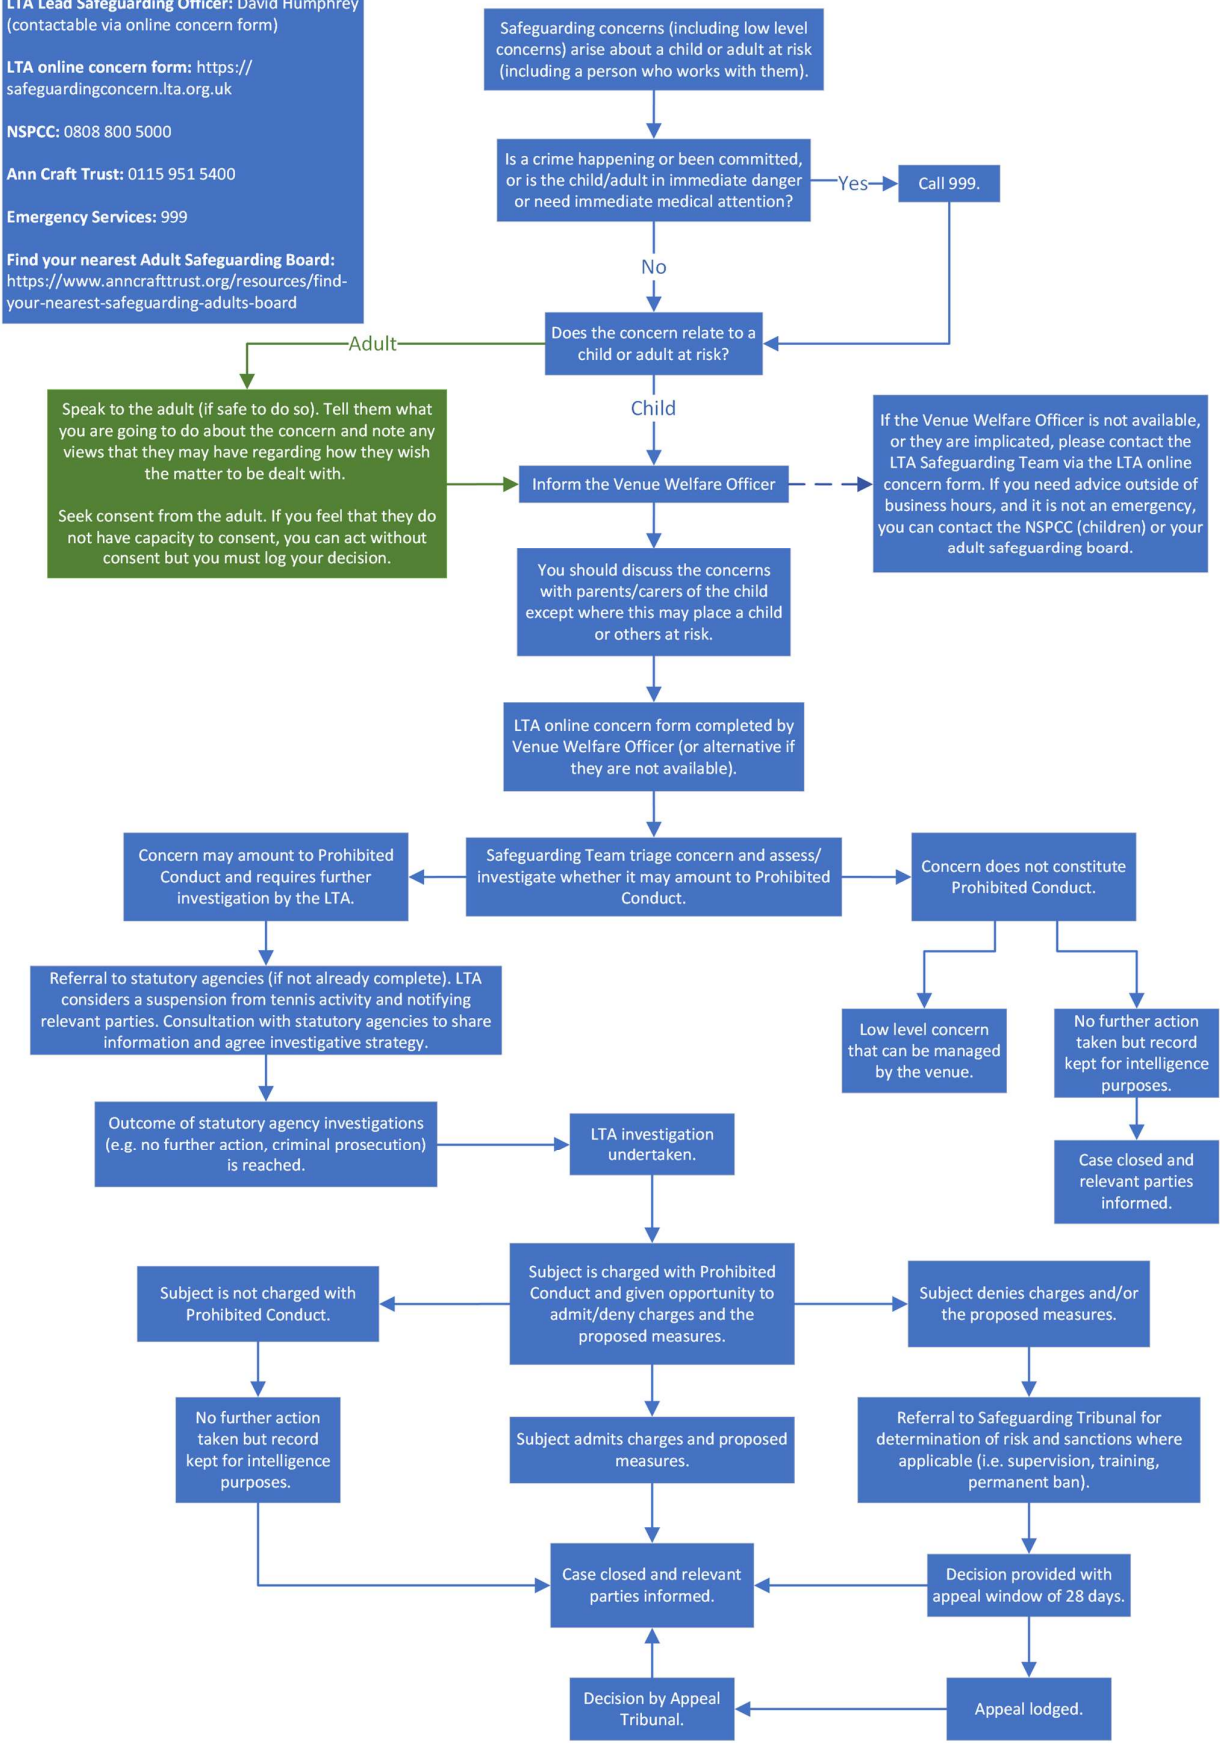 LTA Lead Safeguarding Officer: David Humphrey
(contactable via online concern form)
LTA online concern form: https://
safeguardingconcern.lta.org.uk
NSPCC: 0808 800 5000
Ann Craft Trust: 0115 951 5400
Emergency Services: 999
Find your nearest Adult Safeguarding Board:
https://www.anncrafttrust.org/resources/find-
your-nearest-safeguarding-adults-board
Safeguarding concerns (including low level
concerns) arise about a child or adult at risk
(including a person who works with them).
Is a crime happening or been committed,
or is the child/adult in immediate danger
or need immediate medical attention?
Yes
Call 999.
No
Does the concern relate to a
child or adult at risk?
Adult
Child
Speak to the adult (if safe to do so). Tell them what
you are going to do about the concern and note any
views that they may have regarding how they wish
the matter to be dealt with.
Seek consent from the adult. If you feel that they do
not have capacity to consent, you can act without
consent but you must log your decision.
Inform the Venue Welfare Officer
If the Venue Welfare Officer is not available,
or they are implicated, please contact the
LTA Safeguarding Team via the LTA online
concern form. If you need advice outside of
business hours, and it is not an emergency,
you can contact the NSPCC (children) or your
adult safeguarding board.
You should discuss the concerns
with parents/carers of the child
except where this may place a child
or others at risk.
LTA online concern form completed by
Venue Welfare Officer (or alternative if
they are not available).
Concern may amount to Prohibited
Conduct and requires further
investigation by the LTA.
Safeguarding Team triage concern and assess/
investigate whether it may amount to Prohibited
Conduct.
Concern does not constitute
Prohibited Conduct.
Referral to statutory agencies (if not already complete). LTA
considers a suspension from tennis activity and notifying
relevant parties. Consultation with statutory agencies to share
information and agree investigative strategy.
Low level concern
that can be managed
by the venue.
No further action
taken but record
kept for intelligence
purposes.
Outcome of statutory agency investigations
(e.g. no further action, criminal prosecution)
is reached.
LTA investigation
undertaken.
Case closed and
relevant parties
informed.
Subject is not charged with
Prohibited Conduct.
Subject is charged with Prohibited
Conduct and given opportunity to
admit/deny charges and the
proposed measures.
Subject denies charges and/or
the proposed measures.
No further action
taken but record
kept for intelligence
purposes.
Subject admits charges and proposed
measures.
Referral to Safeguarding Tribunal for
determination of risk and sanctions where
applicable (i.e. supervision, training,
permanent ban).
Case closed and relevant
parties informed.
Decision provided with
appeal window of 28 days.
Decision by Appeal
Tribunal.
Appeal lodged.